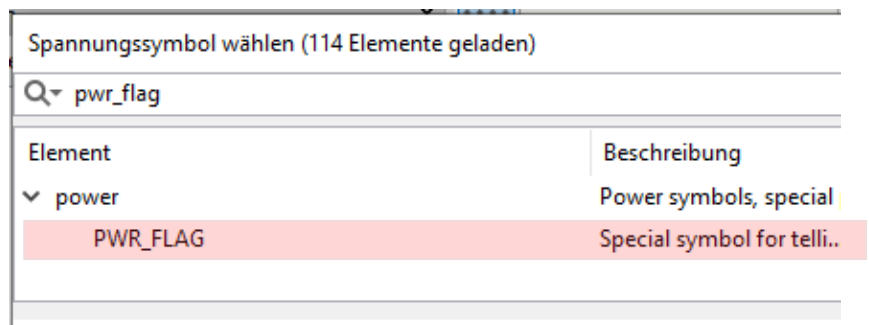 Spannungssymbol wählen (114 Elemente geladen)
pwr_flag
Element Beschreibung
power Power symbols, special
PWR_FLAG Special symbol for telli..